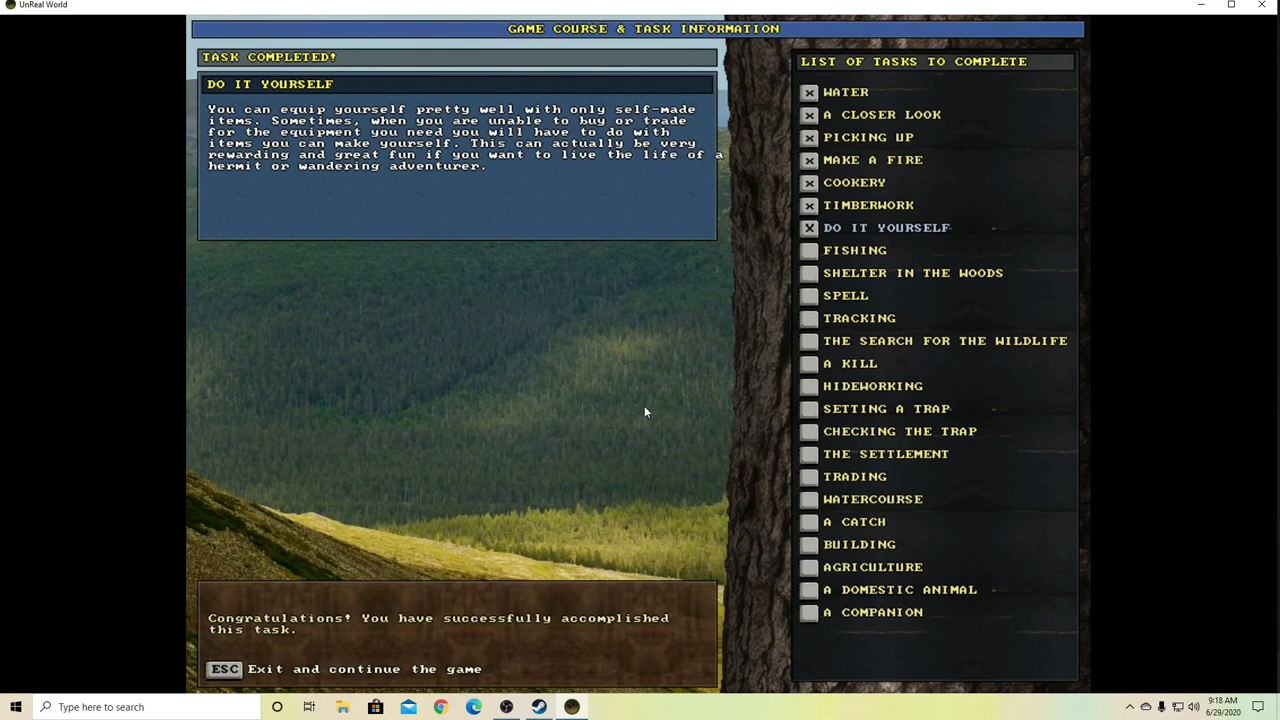 UnReal World
GAME COURSE & TASK INFORMATION
TASK COMPLETED!
DO IT YOURSELF
You can equip yourself pretty well with only self-made
items. Sometimes, when you are unable to buy or trade
for the equipment you need you will have to do with
items you can make yourself. This can actually be very
rewarding and great fun if you want to live the life of a
hermit or wandering adventurer.
Congratulations! You have successfully accomplished
this task.
ESC Exit and continue the game
LIST OF TASKS TO COMPLETE
WATER
A CLOSER LOOK
PICKING UP
MAKE A FIRE
COOKERY
TIMBERWORK
DO IT YOURSELF
FISHING
SHELTER IN THE WOODS
SPELL
TRACKING
THE SEARCH FOR THE WILDLIFE
A KILL
HIDEWORKING
SETTING A TRAP
CHECKING THE TRAP
THE SETTLEMENT
TRADING
WATERCOURSE
A CATCH
BUILDING
AGRICULTURE
A DOMESTIC ANIMAL
A COMPANION
Type here to search
9:18 AM
6/29/2020